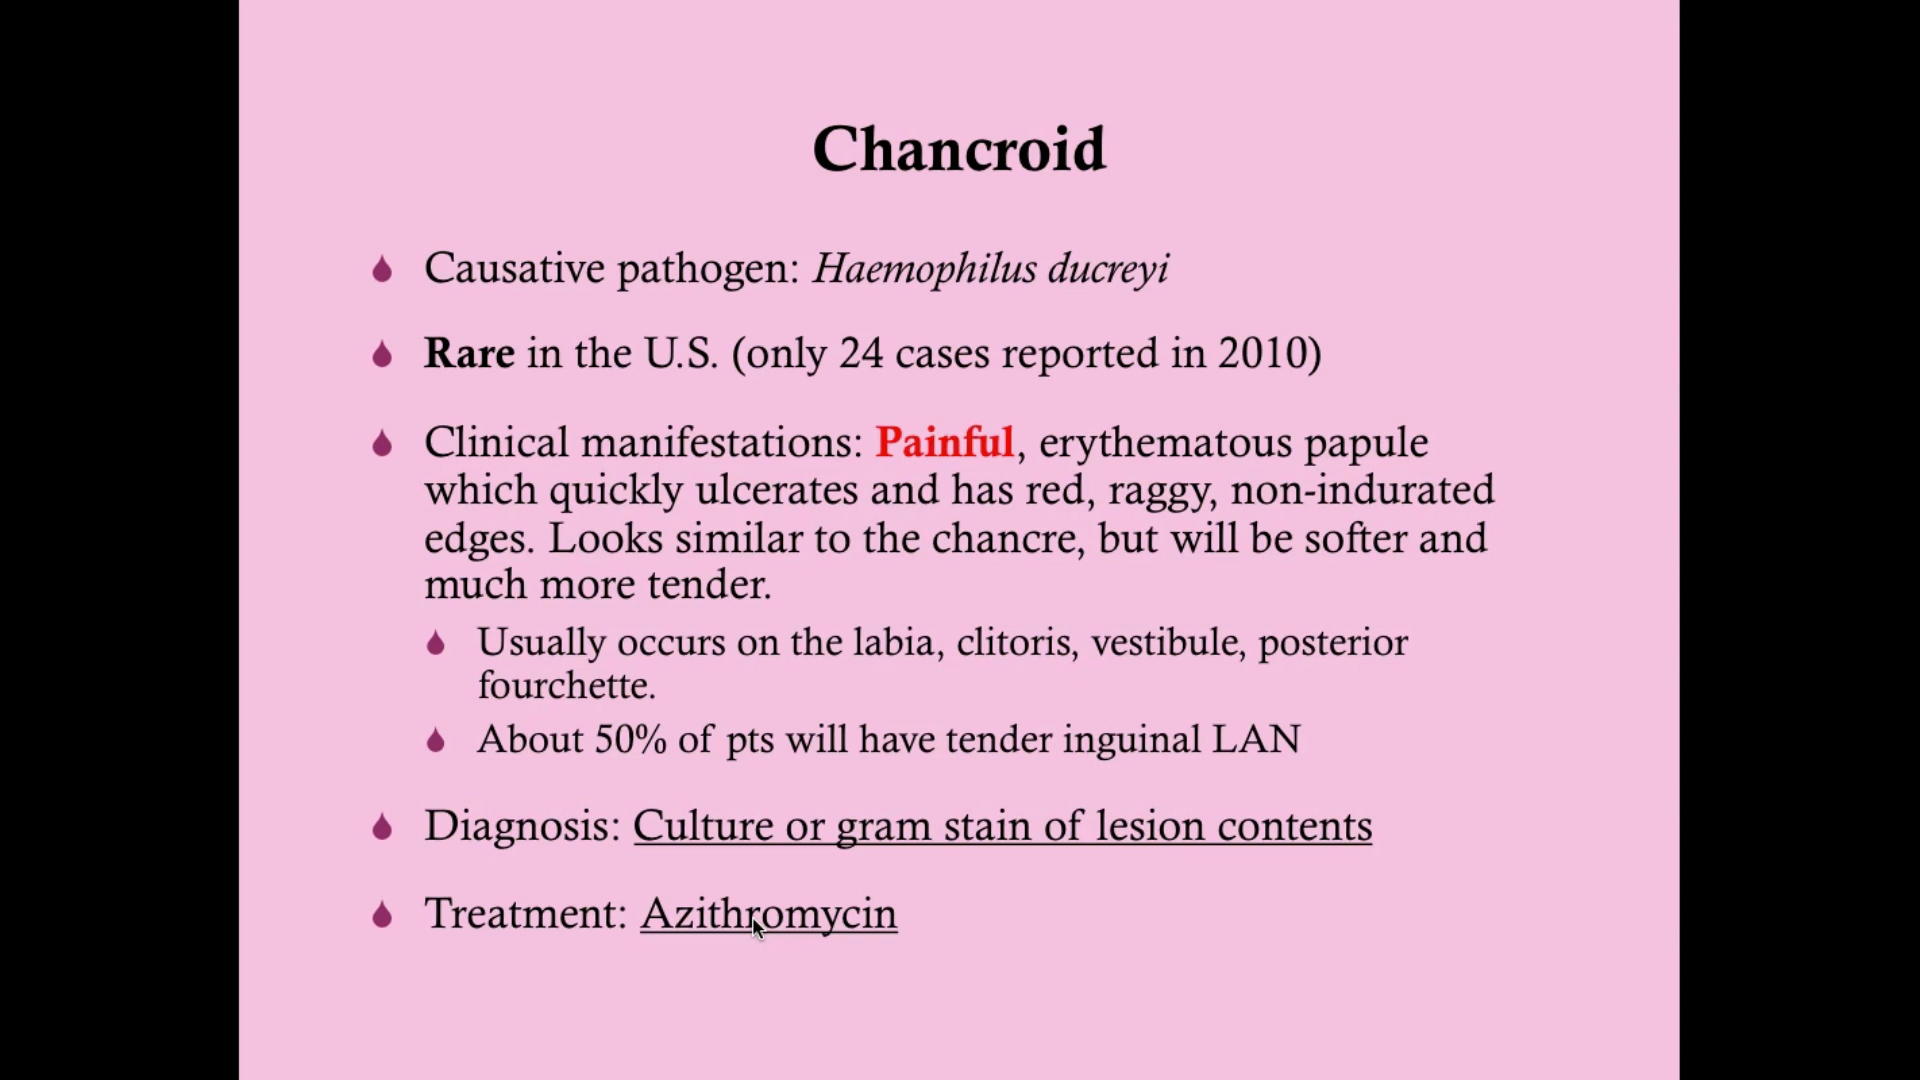 Chancroid
Causative pathogen: Haemophilus ducreyi
Rare in the U.S. (only 24 cases reported in 2010)
Clinical manifestations: Painful, erythematous papule
which quickly ulcerates and has red, raggy, non-indurated
edges. Looks similar to the chancre, but will be softer and
much more tender.
Usually occurs on the labia, clitoris, vestibule, posterior
fourchette.
About 50% of pts will have tender inguinal LAN
Diagnosis: Culture or gram stain of lesion contents
Treatment: Azithromycin